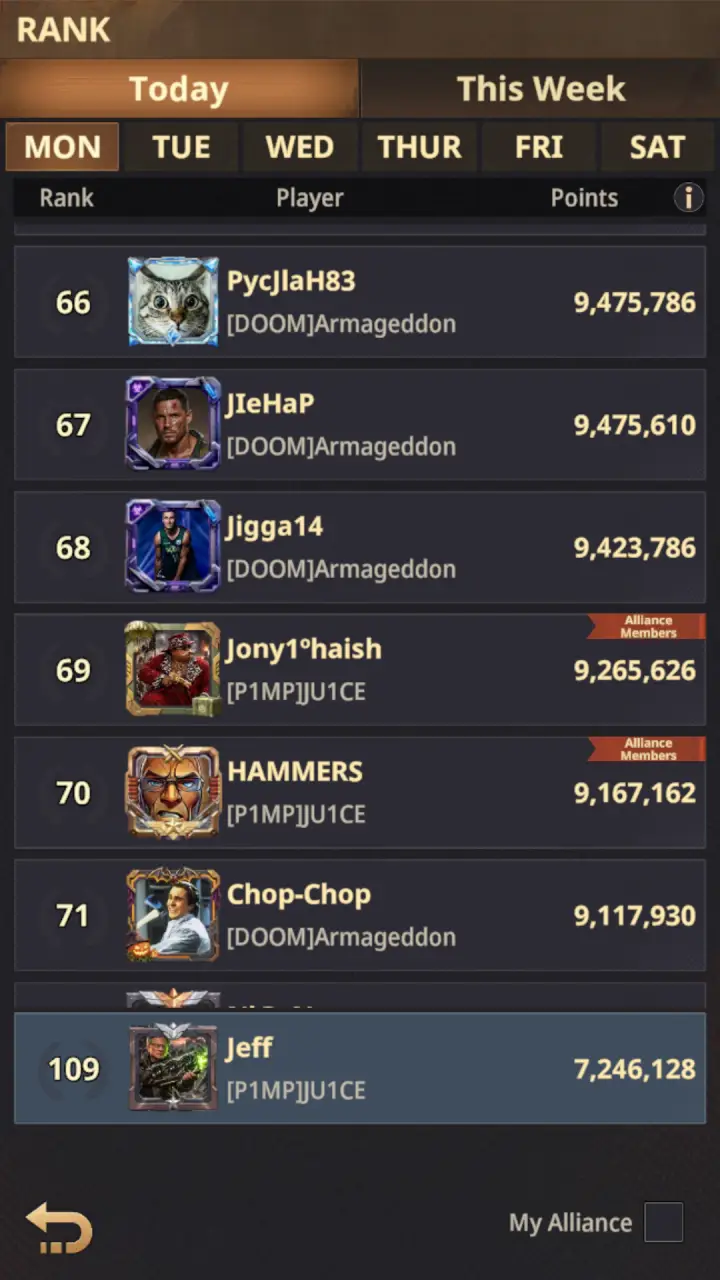 RANK
Today
This Week
MON
TUE
WED
THUR
FRI
SAT
Rank
Player
Points
66
PycJlaH83
[DOOM]Armageddon
9,475,786
67
JIeHaP
[DOOM]Armageddon
9,475,610
68
Jigga14
[DOOM]Armageddon
9,423,786
Alliance
Members
69
Jony1ºhaish
[P1MP]JU1CE
9,265,626
Alliance
Members
70
HAMMERS
[P1MP]JU1CE
9,167,162
71
Chop-Chop
[DOOM]Armageddon
9,117,930
109
Jeff
[P1MP]JU1CE
7,246,128
My Alliance